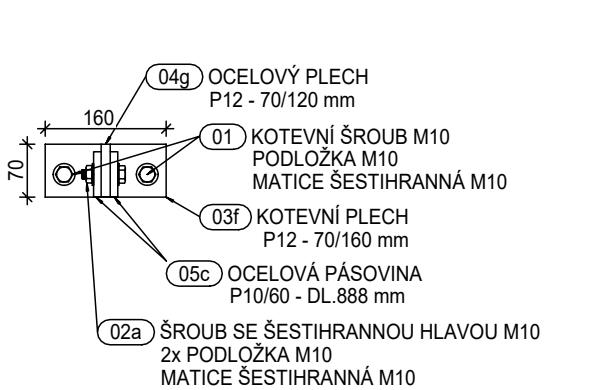 04g OCELOVÝ PLECH
P12 - 70/120 mm
160
01 KOTEVNÍ ŠROUB M10
PODLOŽKA M10
MATICE ŠESTIHRANNÁ M10
70
03f KOTEVNÍ PLECH
P12 - 70/160 mm
05c OCELOVÁ PÁSOVINA
P10/60 - DL.888 mm
02a ŠROUB SE ŠESTIHRANNOU HLAVOU M10
2x PODLOŽKA M10
MATICE ŠESTIHRANNÁ M10